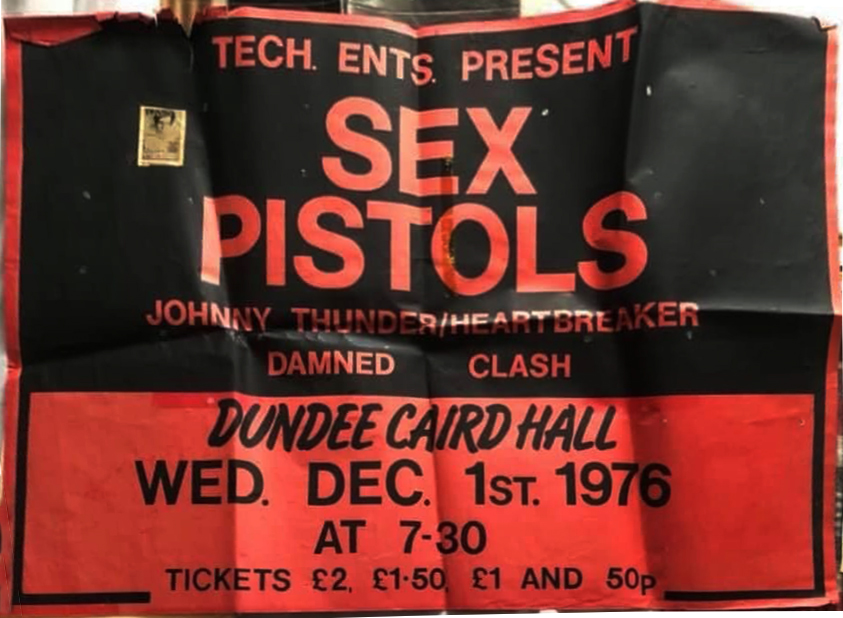 TECH. ENTS. PRESENT
SEX
PISTOLS
JOHNNY THUNDER/HEARTBREAKER
DAMNED CLASH
DUNDEE CAIRD HALL
WED. DEC. 1ST. 1976
AT 7-30
TICKETS £2, £1·50, £1 AND 50p